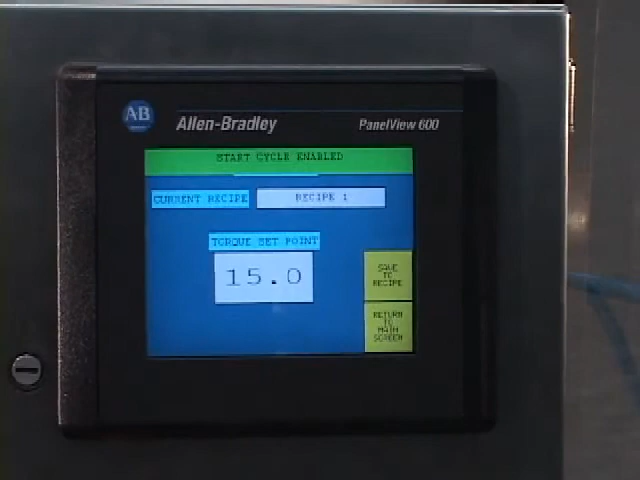 AB
Allen-Bradley
PanelView 600
START CYCLE ENABLED
CURRENT RECIPE
RECIPE 1
TORQUE SET POINT
15.0
SAVE
TO
RECIPE
RETURN
TO
MAIN
SCREEN